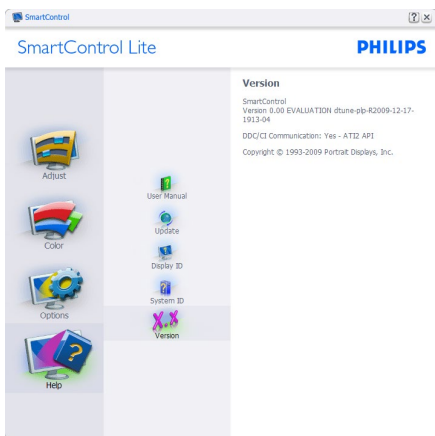 SmartControl
SmartControl Lite
PHILIPS
Adjust
Color
Options
Help
User Manual
Update
Display ID
System ID
Version
Version
SmartControl
Version 0.00 EVALUATION dtune-plp-R2009-12-17-
1913-04
DDC/CI Communication: Yes - ATI2 API
Copyright © 1993-2009 Portrait Displays, Inc.